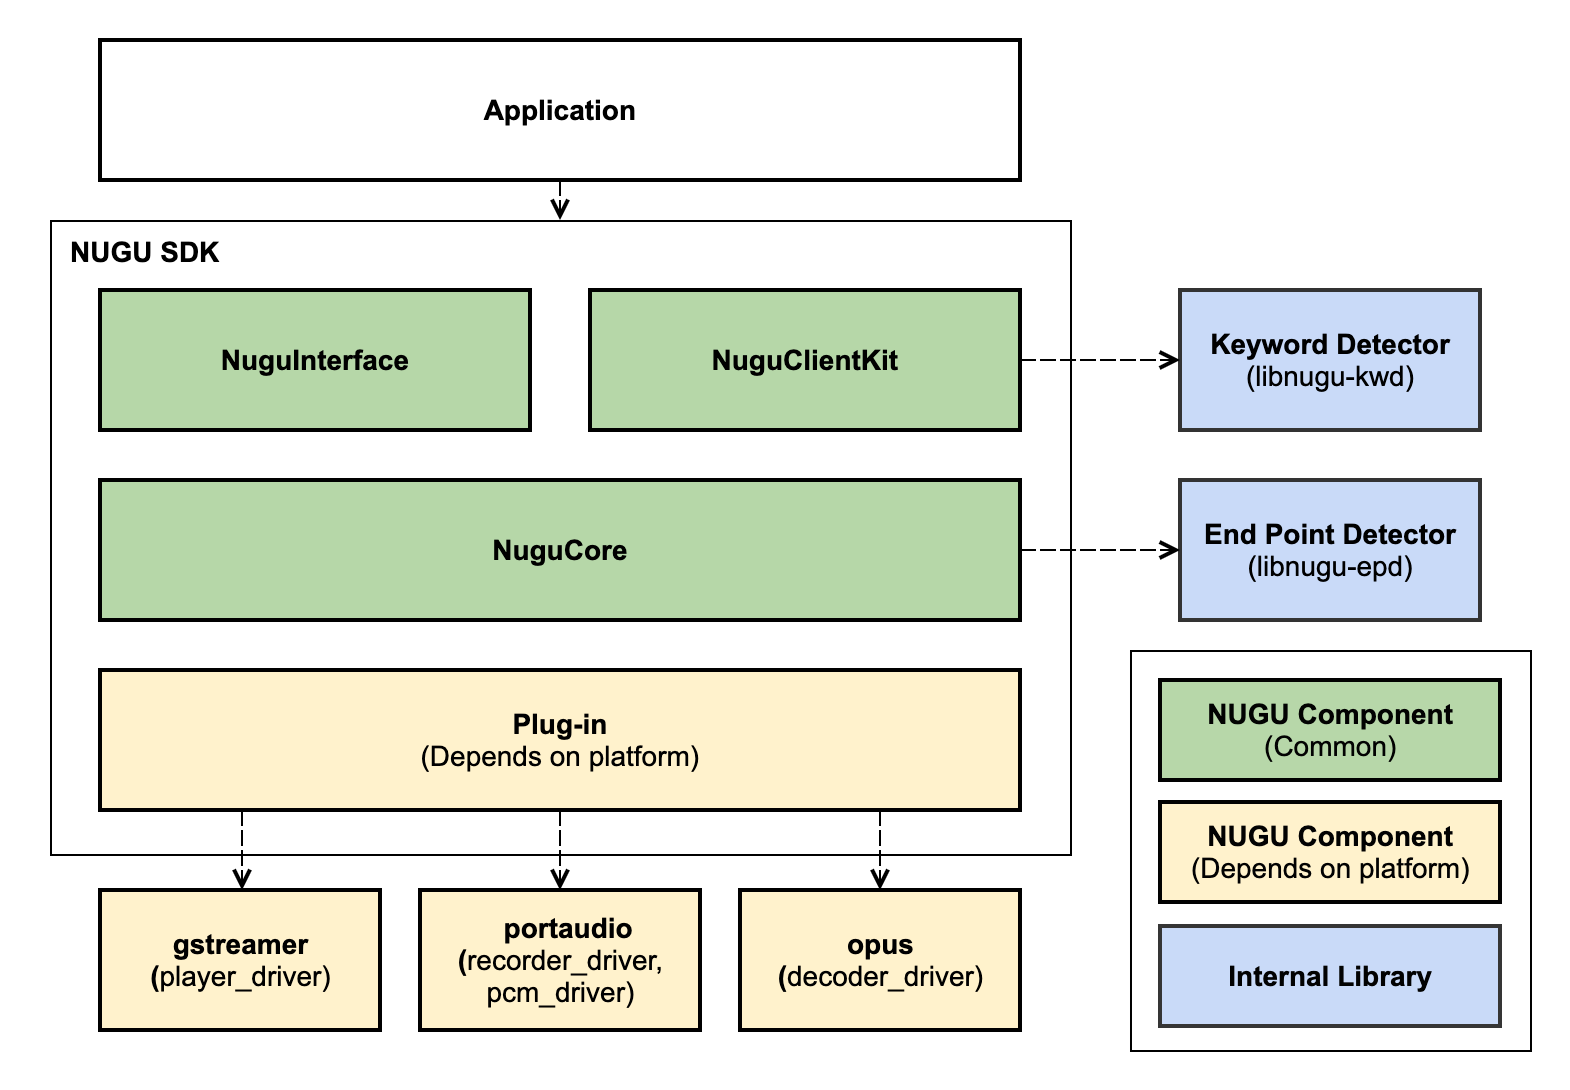 Application
NUGU SDK
NuguInterface
NuguClientKit
Keyword Detector
(libnugu-kwd)
NuguCore
End Point Detector
(libnugu-epd)
Plug-in
(Depends on platform)
gstreamer
(player_driver)
portaudio
(recorder_driver,
pcm_driver)
opus
(decoder_driver)
NUGU Component
(Common)
NUGU Component
(Depends on platform)
Internal Library